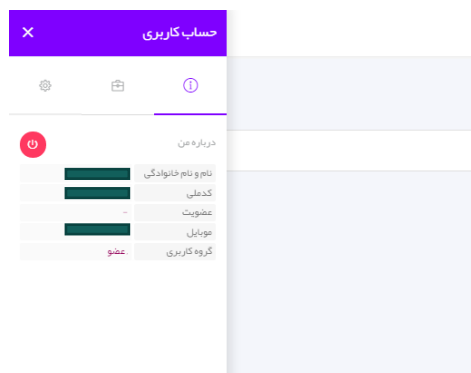 حساب کاربری
درباره من
نام و نام خانوادگی
کدملی
عضویت -
موبایل
گروه کاربری عضو.